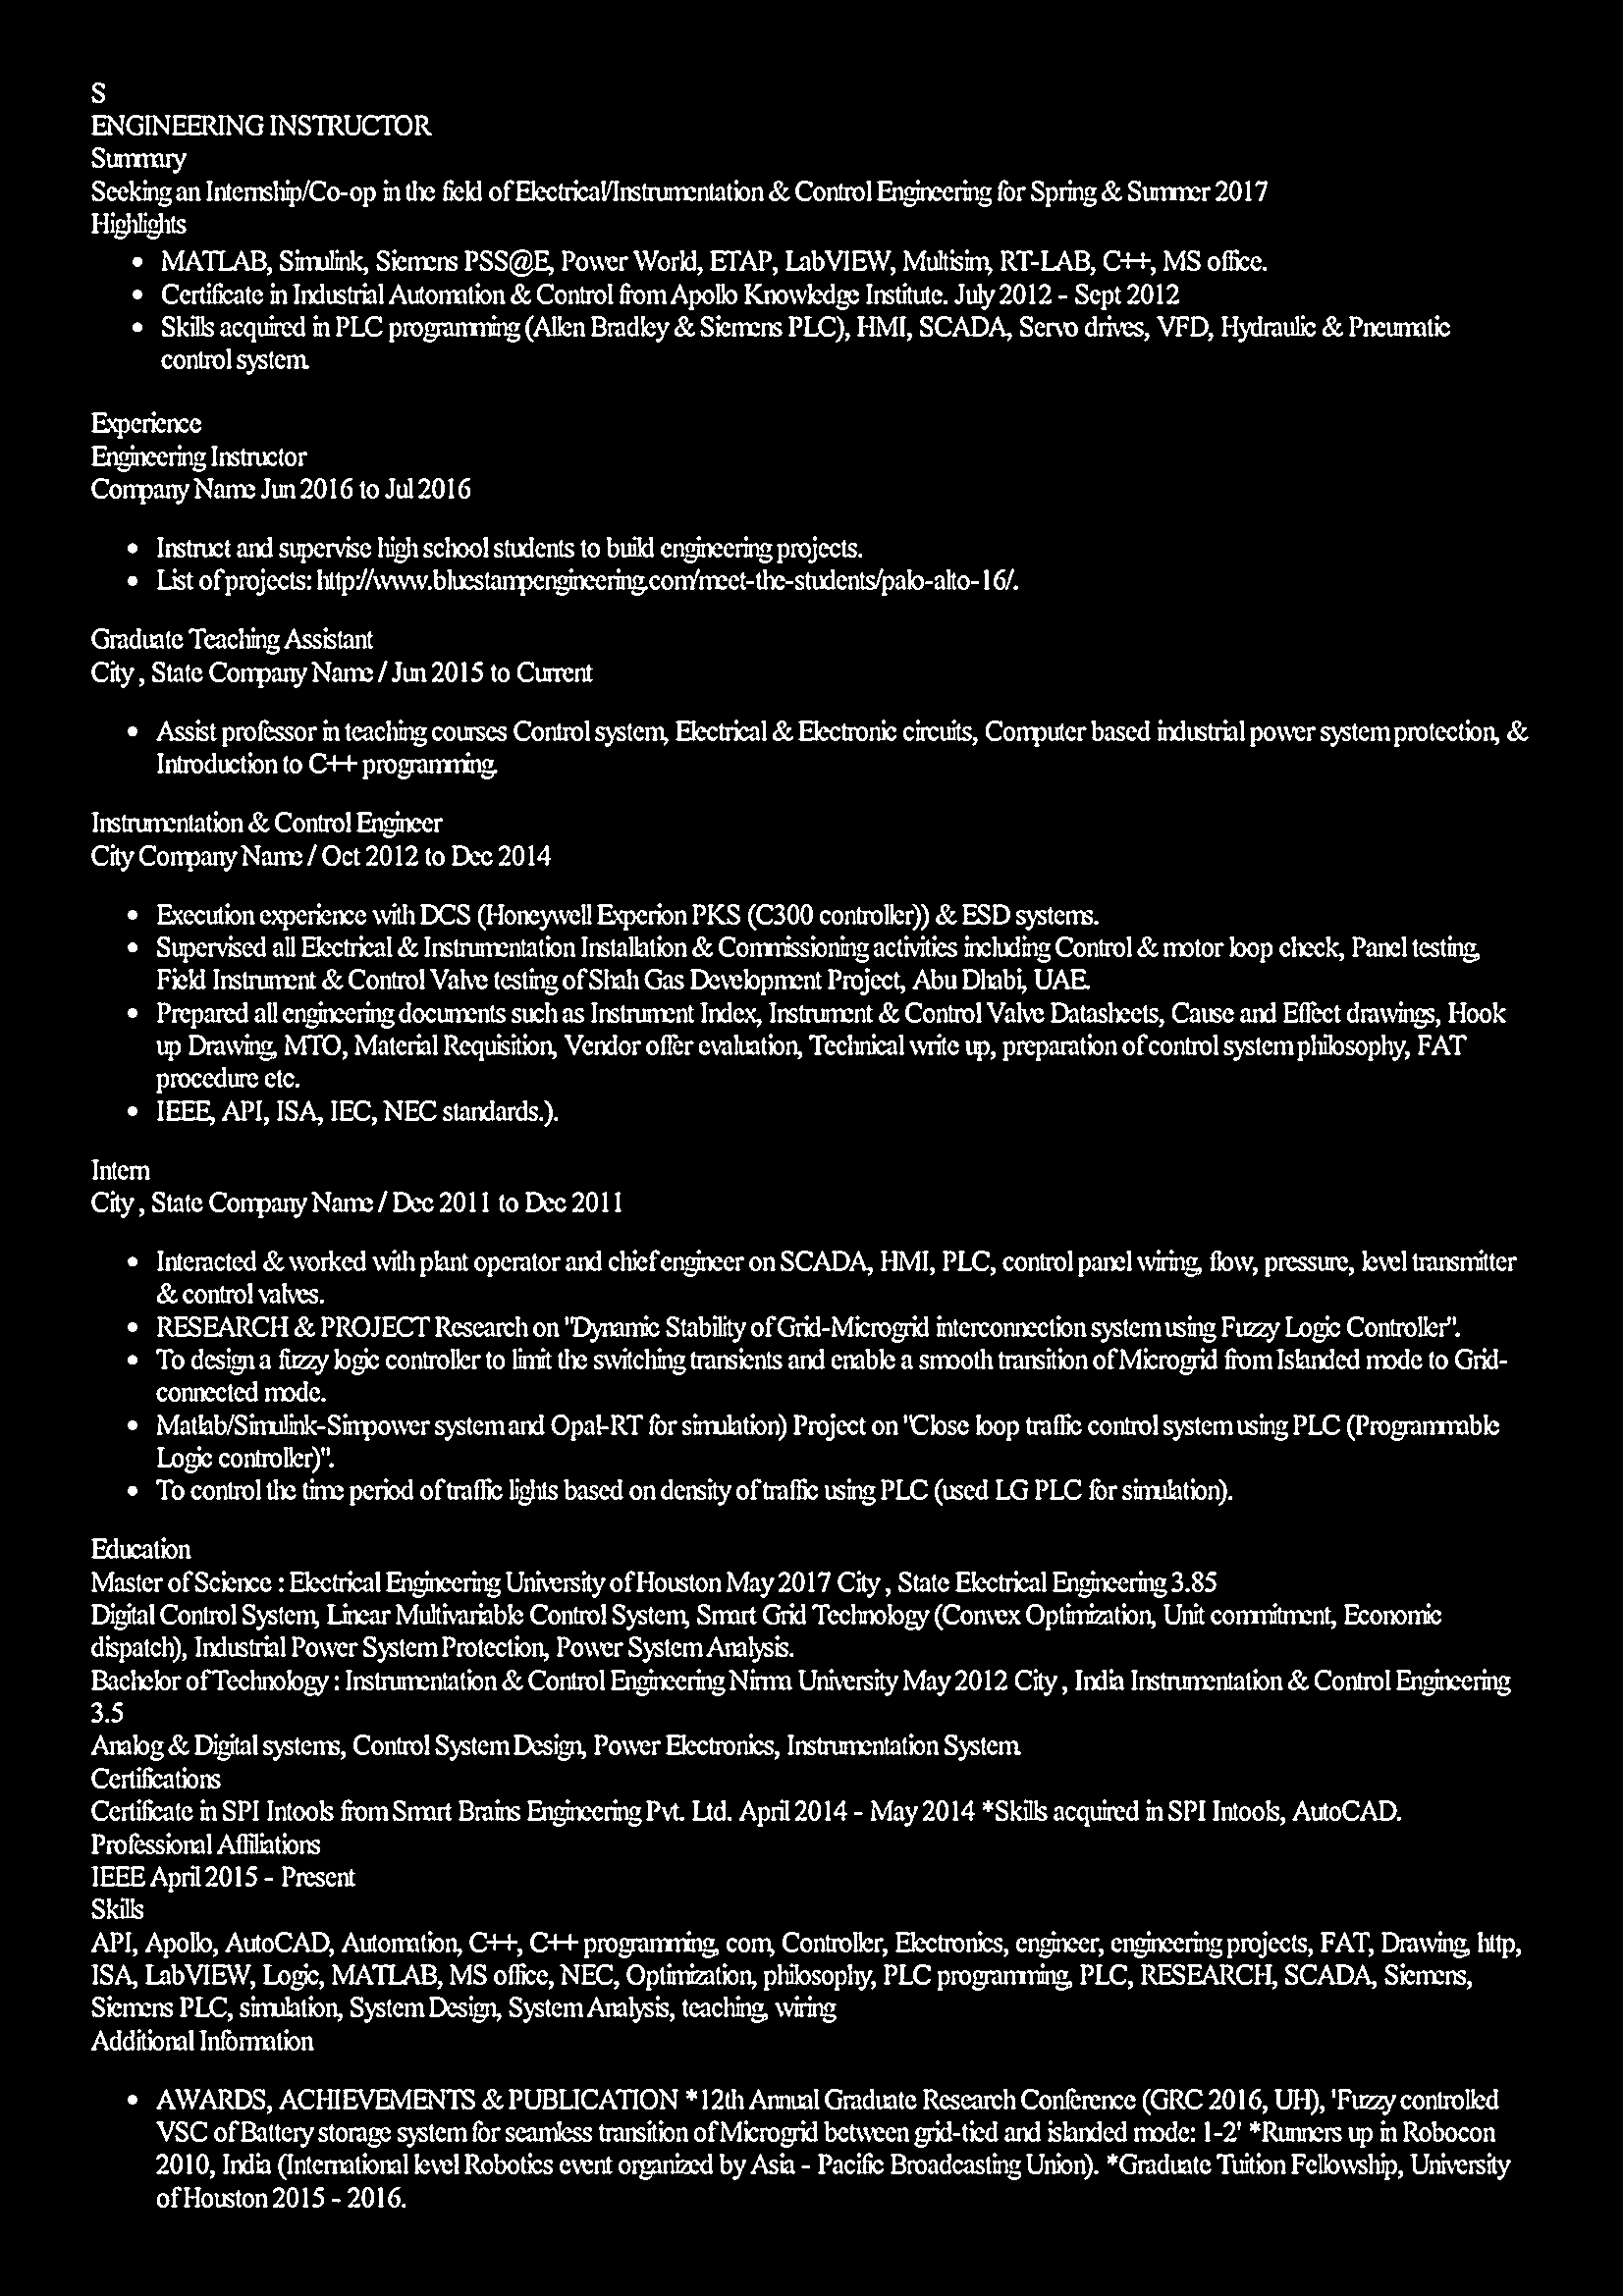 S
ENGINEERING INSTRUCTOR
Summary
Seeking an Internship/Co-op in the field of Electrical/Instrumentation & Control Engineering for Spring & Summer 2017
Highlights
• MATLAB, Simulink, Siemens PSS@E, Power World, ETAP, LabVIEW, Multisim, RT-LAB, C++, MS office.
• Certificate in Industrial Automation & Control from Apollo Knowledge Institute. July 2012 - Sept 2012
• Skills acquired in PLC programming (Allen Bradley & Siemens PLC), HMI, SCADA, Servo drives, VFD, Hydraulic & Pneumatic
control system.
Experience
Engineering Instructor
Company Name Jun 2016 to Jul 2016
• Instruct and supervise high school students to build engineering projects.
• List of projects: http://www.bluestampengineering.com/meet-the-students/palo-alto-16/.
Graduate Teaching Assistant
City , State Company Name / Jun 2015 to Current
• Assist professor in teaching courses Control system, Electrical & Electronic circuits, Computer based industrial power system protection, &
Introduction to C++ programming.
Instrumentation & Control Engineer
City Company Name / Oct 2012 to Dec 2014
• Execution experience with DCS (Honeywell Experion PKS (C300 controller)) & ESD systems.
• Supervised all Electrical & Instrumentation Installation & Commissioning activities including Control & motor loop check, Panel testing,
Field Instrument & Control Valve testing of Shah Gas Development Project, Abu Dhabi, UAE.
• Prepared all engineering documents such as Instrument Index, Instrument & Control Valve Datasheets, Cause and Effect drawings, Hook
up Drawing, MTO, Material Requisition, Vendor offer evaluation, Technical write up, preparation of control system philosophy, FAT
procedure etc.
• IEEE, API, ISA, IEC, NEC standards.).
Intern
City , State Company Name / Dec 2011 to Dec 2011
• Interacted & worked with plant operator and chief engineer on SCADA, HMI, PLC, control panel wiring, flow, pressure, level transmitter
& control valves.
• RESEARCH & PROJECT Research on "Dynamic Stability of Grid-Microgrid interconnection system using Fuzzy Logic Controller".
• To design a fuzzy logic controller to limit the switching transients and enable a smooth transition of Microgrid from Islanded mode to Grid-
connected mode.
• Matlab/Simulink-Simpower system and Opal-RT for simulation) Project on "Close loop traffic control system using PLC (Programmable
Logic controller)".
• To control the time period of traffic lights based on density of traffic using PLC (used LG PLC for simulation).
Education
Master of Science : Electrical Engineering University of Houston May 2017 City , State Electrical Engineering 3.85
Digital Control System, Linear Multivariable Control System, Smart Grid Technology (Convex Optimization, Unit commitment, Economic
dispatch), Industrial Power System Protection, Power System Analysis.
Bachelor of Technology : Instrumentation & Control Engineering Nirma University May 2012 City , India Instrumentation & Control Engineering
3.5
Analog & Digital systems, Control System Design, Power Electronics, Instrumentation System.
Certifications
Certificate in SPI Intools from Smart Brains Engineering Pvt. Ltd. April 2014 - May 2014 *Skills acquired in SPI Intools, AutoCAD.
Professional Affiliations
IEEE April 2015 - Present
Skills
API, Apollo, AutoCAD, Automation, C++, C++ programming, com, Controller, Electronics, engineer, engineering projects, FAT, Drawing, http,
ISA, LabVIEW, Logic, MATLAB, MS office, NEC, Optimization, philosophy, PLC programming, PLC, RESEARCH, SCADA, Siemens,
Siemens PLC, simulation, System Design, System Analysis, teaching, wiring
Additional Information
• AWARDS, ACHIEVEMENTS & PUBLICATION *12th Annual Graduate Research Conference (GRC 2016, UH), 'Fuzzy controlled
VSC of Battery storage system for seamless transition of Microgrid between grid-tied and islanded mode: 1-2' *Runners up in Robocon
2010, India (International level Robotics event organized by Asia - Pacific Broadcasting Union). *Graduate Tuition Fellowship, University
of Houston 2015 - 2016.